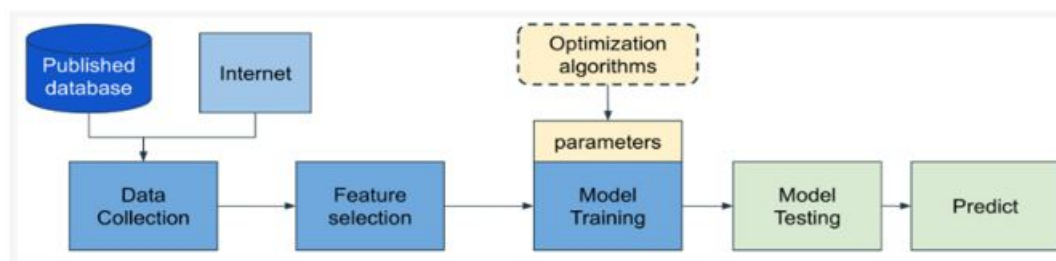 Published
database
Internet
Optimization
algorithms
parameters
Data
Collection
Feature
selection
Model
Training
Model
Testing
Predict